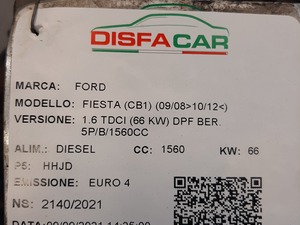 DISFACAR
MARCA: FORD
MODELLO: FIESTA (CB1) (09/08>10/12<)
VERSIONE: 1.6 TDCI (66 KW) DPF BER.
5P/B/1560CC
ALIM.: DIESEL CC: 1560 KW: 66
HHJD
EMISSIONE: EURO 4
NS: 2140/2021